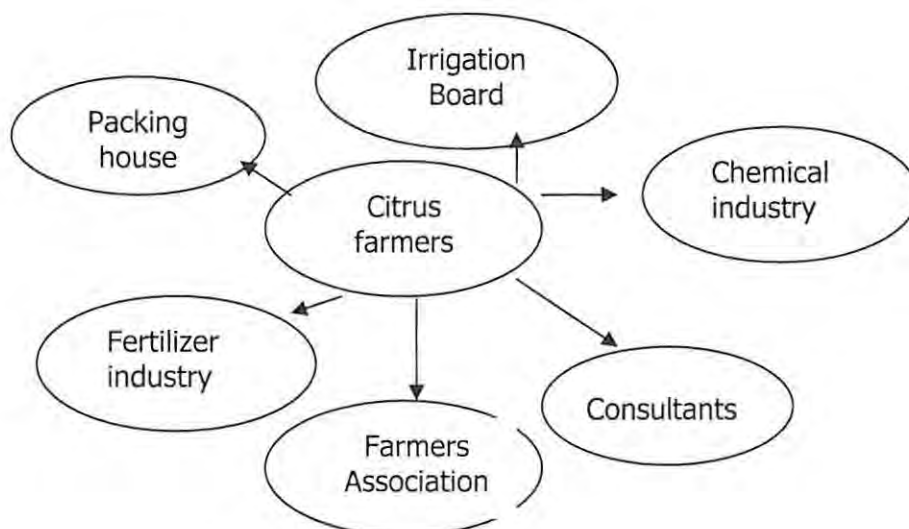 Irrigation
Board
Packing
house
Chemical
industry
Citrus
farmers
Fertilizer
industry
Consultants
Farmers
Association